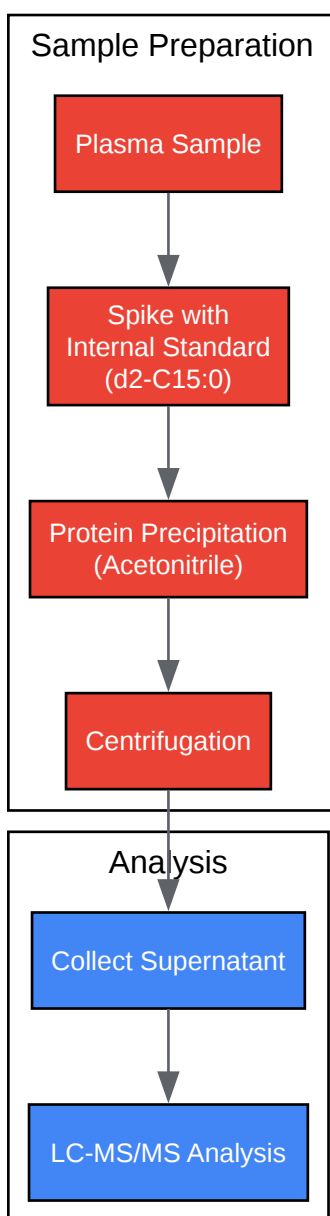 Sample Preparation
Plasma Sample
Spike with
Internal Standard
(d2-C15:0)
Protein Precipitation
(Acetonitrile)
Centrifugation
Analysis
Collect Supernatant
LC-MS/MS Analysis